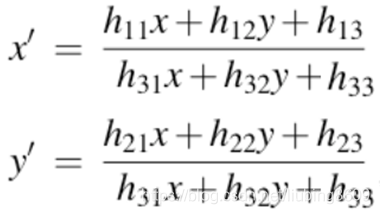 x′ = (h₁₁x + h₁₂y + h₁₃) / (h₃₁x + h₃₂y + h₃₃)
y′ = (h₂₁x + h₂₂y + h₂₃) / (h₃₁x + h₃₂y + h₃₃)